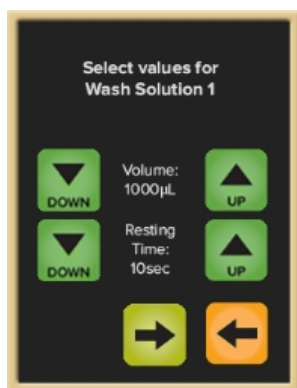 Select values for
Wash Solution 1
Volume:
1000µL
DOWN
UP
Resting
Time:
10sec
DOWN
UP